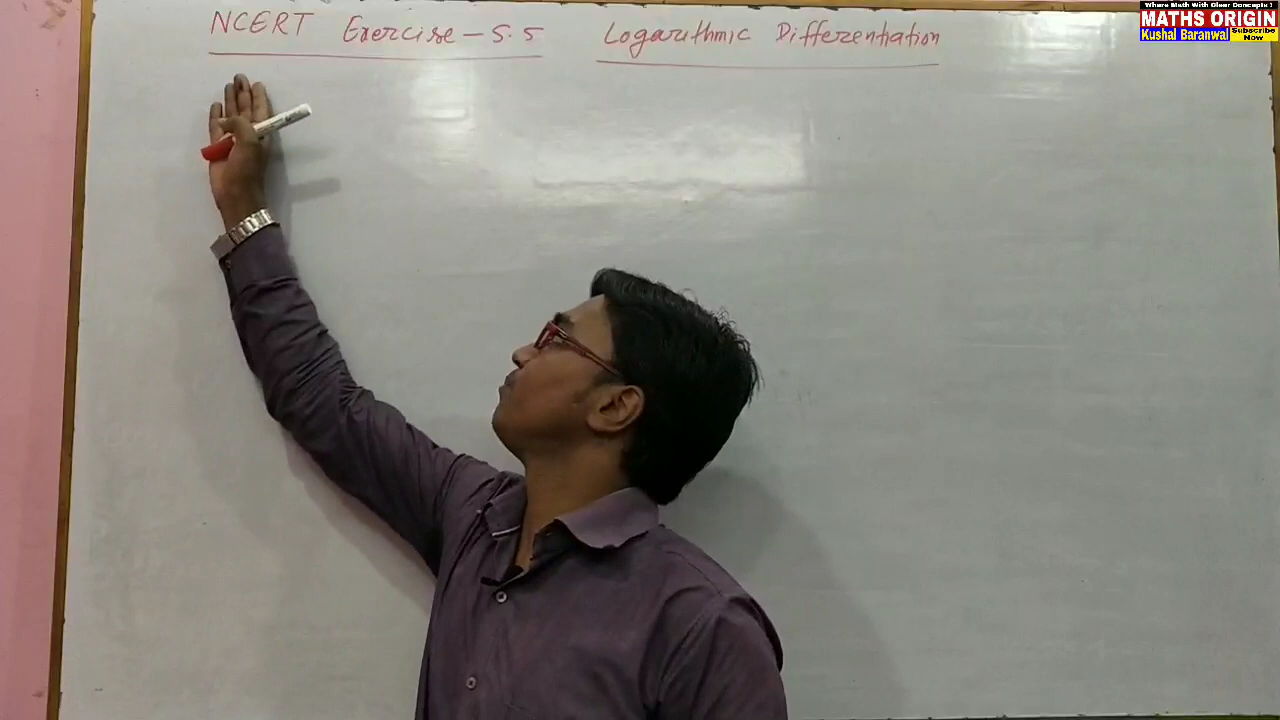 NCERT Exercise - 5.5 Logarithmic Differentiation
Where Math With Clear Concepts !
MATHS ORIGIN
Kushal Baranwal Subscribe Now